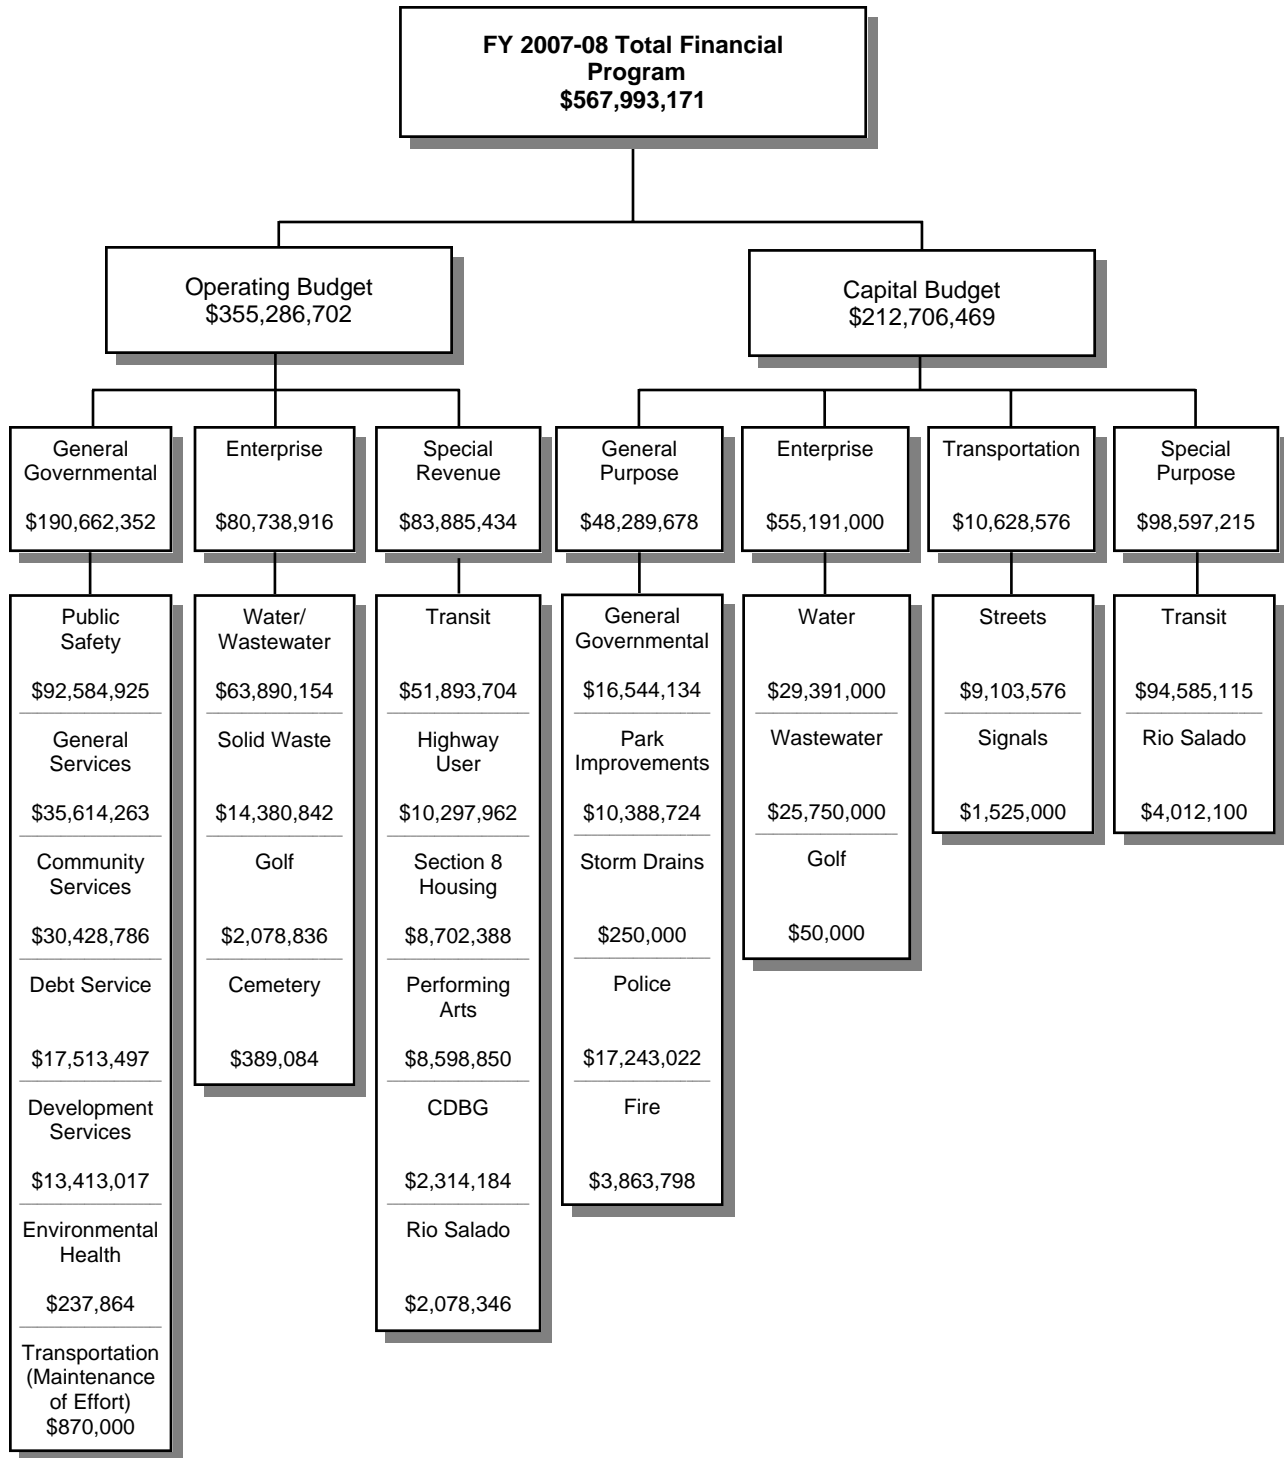 FY 2007-08 Total Financial
Program
$567,993,171
Operating Budget
$355,286,702
Capital Budget
$212,706,469
General
Governmental
$190,662,352
Enterprise
$80,738,916
Special
Revenue
$83,885,434
General
Purpose
$48,289,678
Enterprise
$55,191,000
Transportation
$10,628,576
Special
Purpose
$98,597,215
Public
Safety
$92,584,925
General
Services
$35,614,263
Community
Services
$30,428,786
Debt Service
$17,513,497
Development
Services
$13,413,017
Environmental
Health
$237,864
Transportation
(Maintenance
of Effort)
$870,000
Water/
Wastewater
$63,890,154
Solid Waste
$14,380,842
Golf
$2,078,836
Cemetery
$389,084
Transit
$51,893,704
Highway
User
$10,297,962
Section 8
Housing
$8,702,388
Performing
Arts
$8,598,850
CDBG
$2,314,184
Rio Salado
$2,078,346
General
Governmental
$16,544,134
Park
Improvements
$10,388,724
Storm Drains
$250,000
Police
$17,243,022
Fire
$3,863,798
Water
$29,391,000
Wastewater
$25,750,000
Golf
$50,000
Streets
$9,103,576
Signals
$1,525,000
Transit
$94,585,115
Rio Salado
$4,012,100